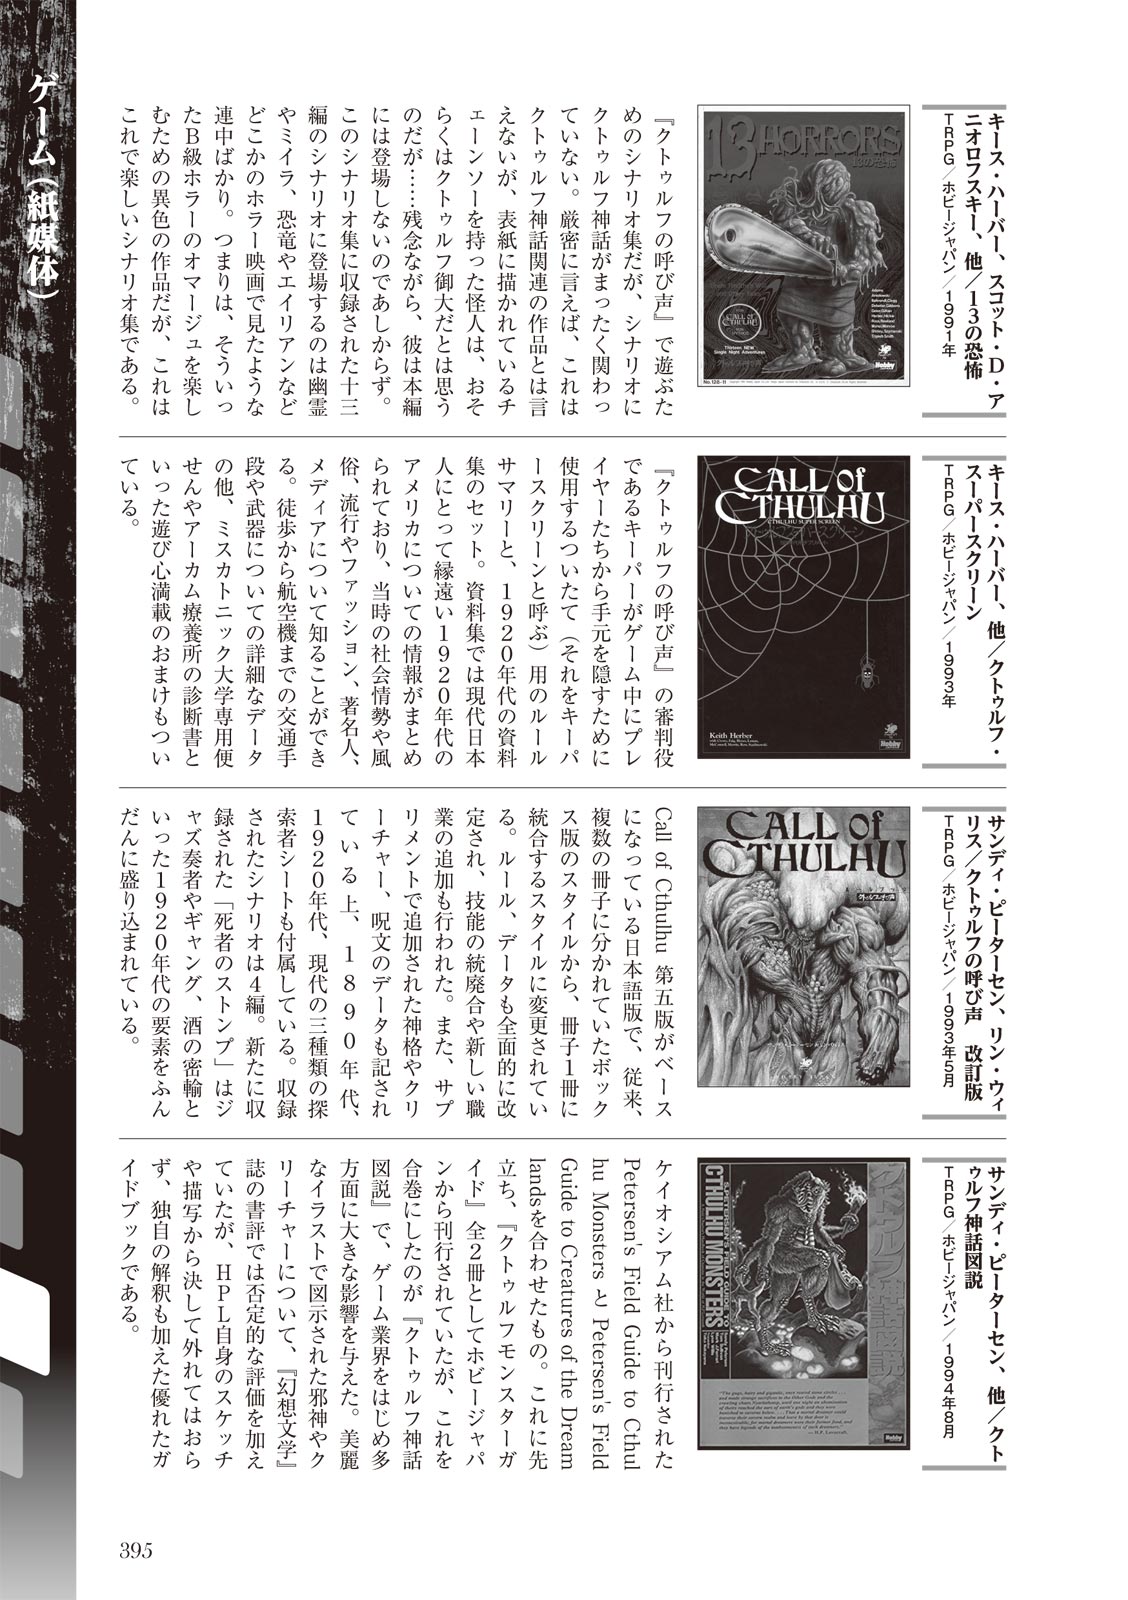 ゲーム（紙媒体）
キース・ハーバー、スコット・D・ア
ニオロフスキー、他／13の恐怖
TRPG／ホビージャパン／1991年
13 HORRORS
13の恐怖
CALL of CTHULHU
Thirteen NEW
Single Night Adventures
Hobby
No.128-11
『クトゥルフの呼び声』で遊ぶた
めのシナリオ集だが、シナリオに
クトゥルフ神話がまったく関わっ
ていない。厳密に言えば、これは
クトゥルフ神話関連の作品とは言
えないが、表紙に描かれているチ
ェーンソーを持った怪人は、おそ
らくはクトゥルフ御大だとは思う
のだが……残念ながら、彼は本編
には登場しないのであしからず。
このシナリオ集に収録された十三
編のシナリオに登場するのは幽霊
やミイラ、恐竜やエイリアンなど
どこかのホラー映画で見たような
連中ばかり。つまりは、そういっ
たB級ホラーのオマージュを楽し
むための異色の作品だが、これは
これで楽しいシナリオ集である。
キース・ハーバー、他／クトゥルフ・
スーパースクリーン
TRPG／ホビージャパン／1993年
CALL of
CTHULHU
CTHULHU SUPER SCREEN
Keith Herber
Hobby
『クトゥルフの呼び声』の審判役
であるキーパーがゲーム中にプレ
イヤーたちから手元を隠すために
使用するついたて（それをキーパ
ースクリーンと呼ぶ）用のルール
サマリーと、1920年代の資料
集のセット。資料集では現代日本
人にとって縁遠い1920年代の
アメリカについての情報がまとめ
られており、当時の社会情勢や風
俗、流行やファッション、著名人、
メディアについて知ることができ
る。徒歩から航空機までの交通手
段や武器についての詳細なデータ
の他、ミスカトニック大学専用便
せんやアーカム療養所の診断書と
いった遊び心満載のおまけもつい
ている。
サンディ・ピーターセン、リン・ウィ
リス／クトゥルフの呼び声　改訂版
TRPG／ホビージャパン／1993年5月
CALL of
CTHULHU
クトゥルフの呼び声
Call of Cthulhu 第五版がベース
になっている日本語版で、従来、
複数の冊子に分かれていたボック
ス版のスタイルから、冊子1冊に
統合するスタイルに変更されてい
る。ルール、データも全面的に改
定され、技能の統廃合や新しい職
業の追加も行われた。また、サプ
リメントで追加された神格やクリ
ーチャー、呪文のデータも記され
ている上、1890年代、
1920年代、現代の三種類の探
索者シートも付属している。収録
されたシナリオは4編。新たに収
録された「死者のストンプ」はジ
ャズ奏者やギャング、酒の密輸と
いった1920年代の要素をふん
だんに盛り込まれている。
サンディ・ピーターセン、他／クト
ゥルフ神話図説
TRPG／ホビージャパン／1994年8月
クトゥルフ神話図説
CTHULHU MONSTERS
— H.P. Lovecraft
Hobby
ケイオシアム社から刊行された
Petersen's Field Guide to Cthul
hu Monsters と Petersen's Field
Guide to Creatures of the Dream
landsを合わせたもの。これに先
立ち、『クトゥルフモンスターガ
イド』全2冊としてホビージャパ
ンから刊行されていたが、これを
合巻にしたのが『クトゥルフ神話
図説』で、ゲーム業界をはじめ多
方面に大きな影響を与えた。美麗
なイラストで図示された邪神やク
リーチャーについて、『幻想文学』
誌の書評では否定的な評価を加え
ていたが、HPL自身のスケッチ
や描写から決して外れてはおら
ず、独自の解釈も加えた優れたガ
イドブックである。
395